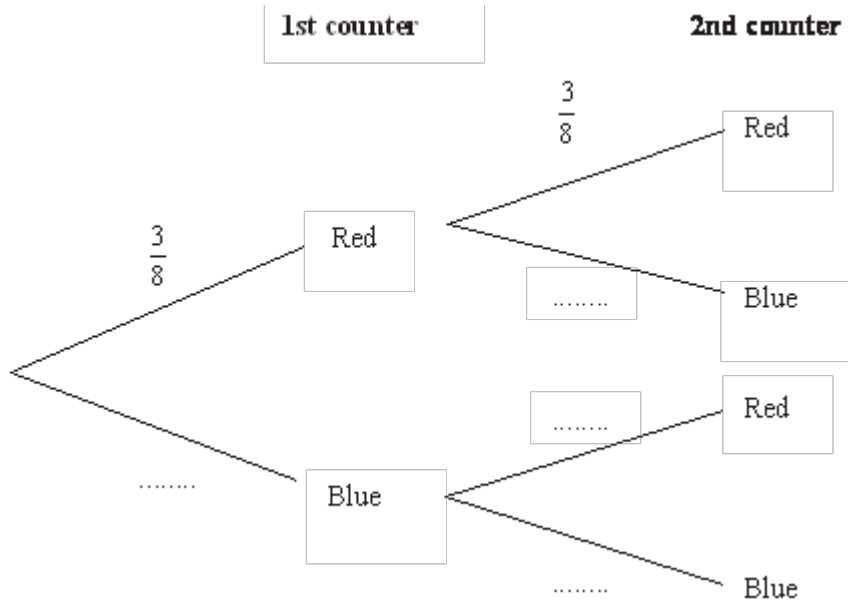 1st counter 2nd counter
3/8
Red
3/8
Red
........
Blue
........
Red
........
Blue
........
Blue